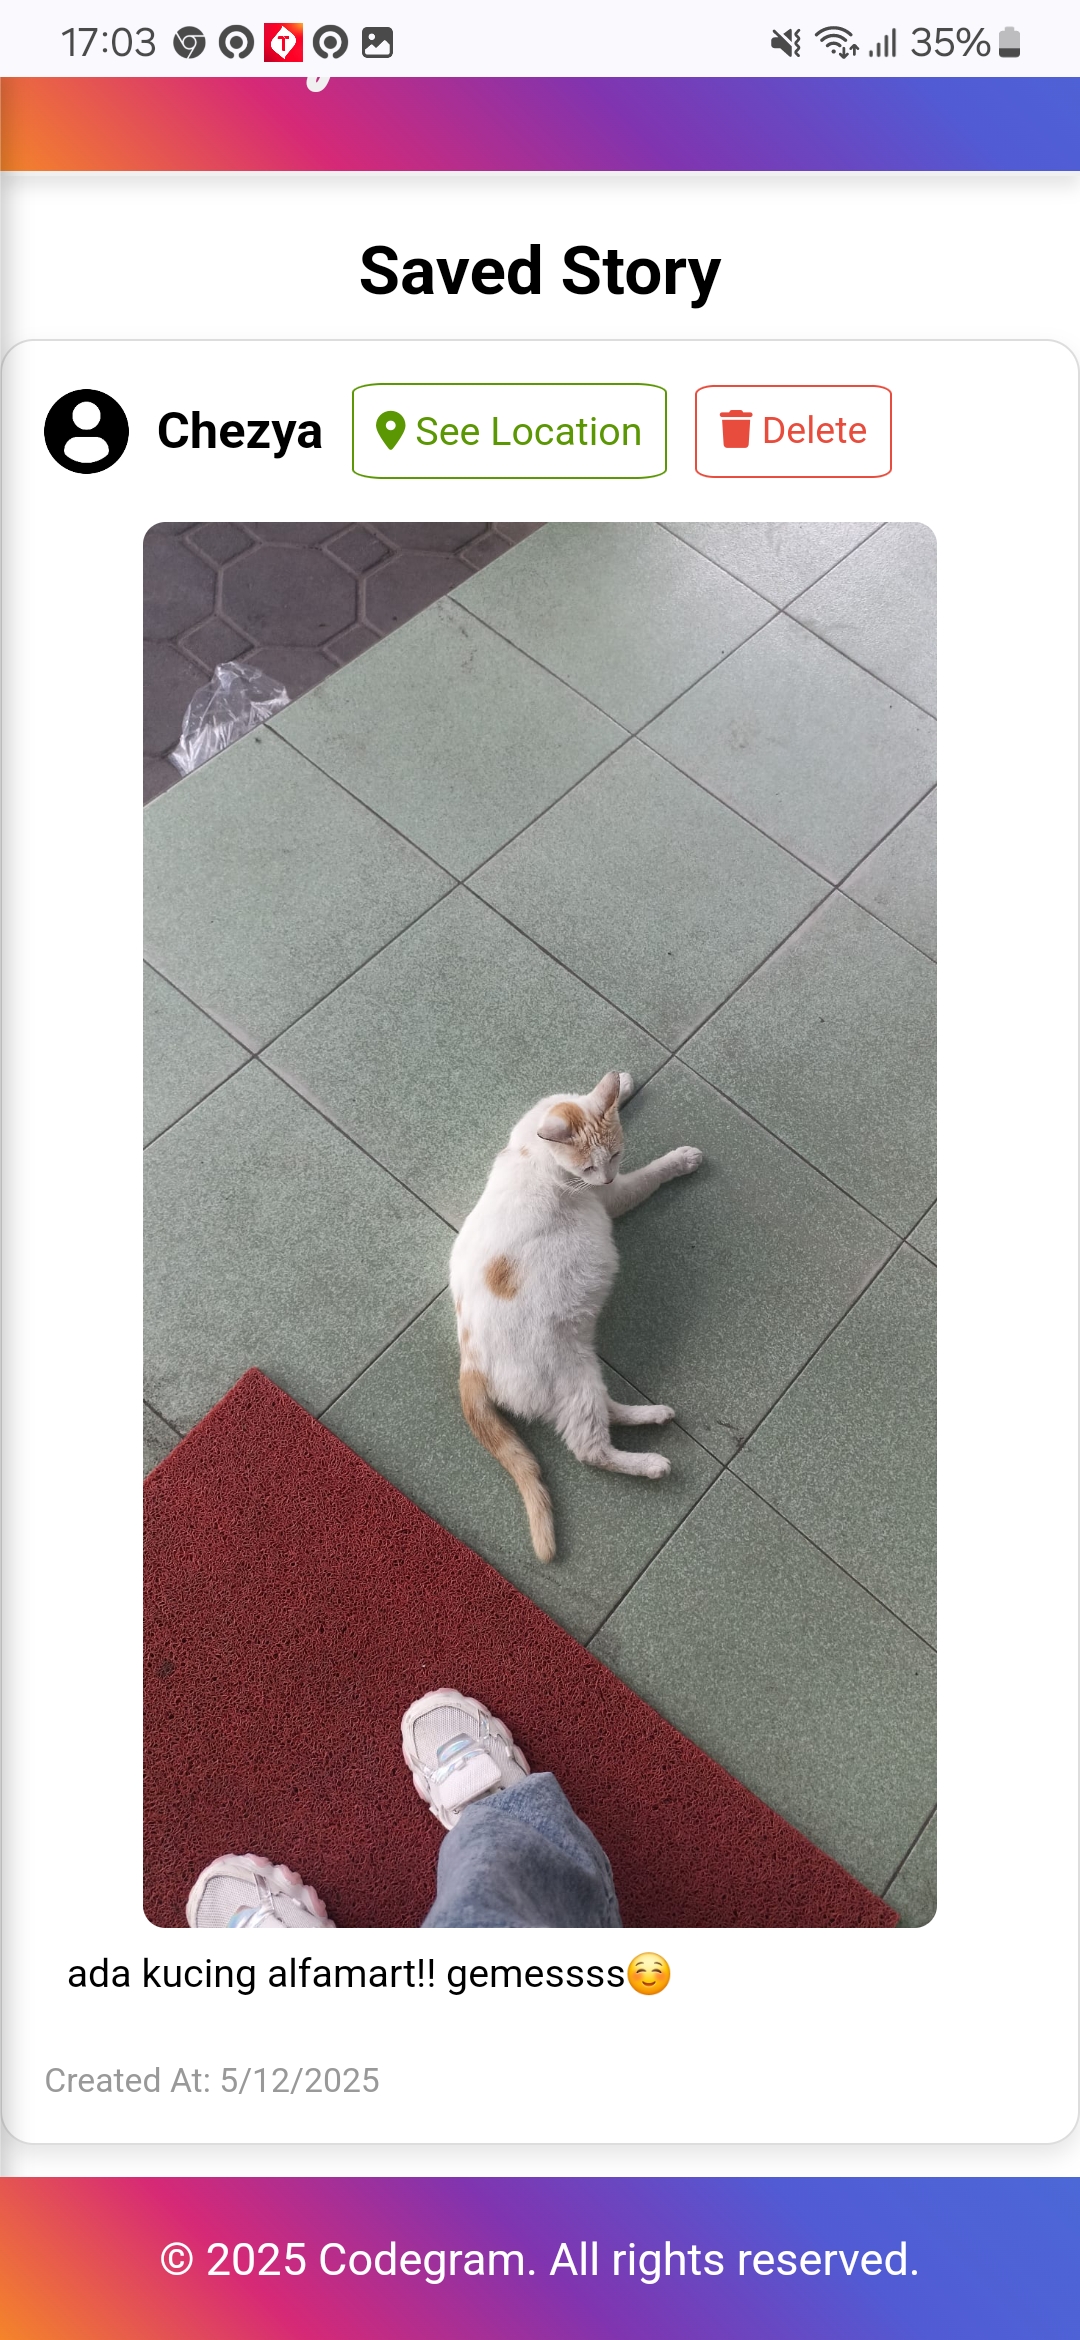 17:03
35%
Saved Story
Chezya
See Location
Delete
ada kucing alfamart!! gemessss☺️
Created At: 5/12/2025
© 2025 Codegram. All rights reserved.